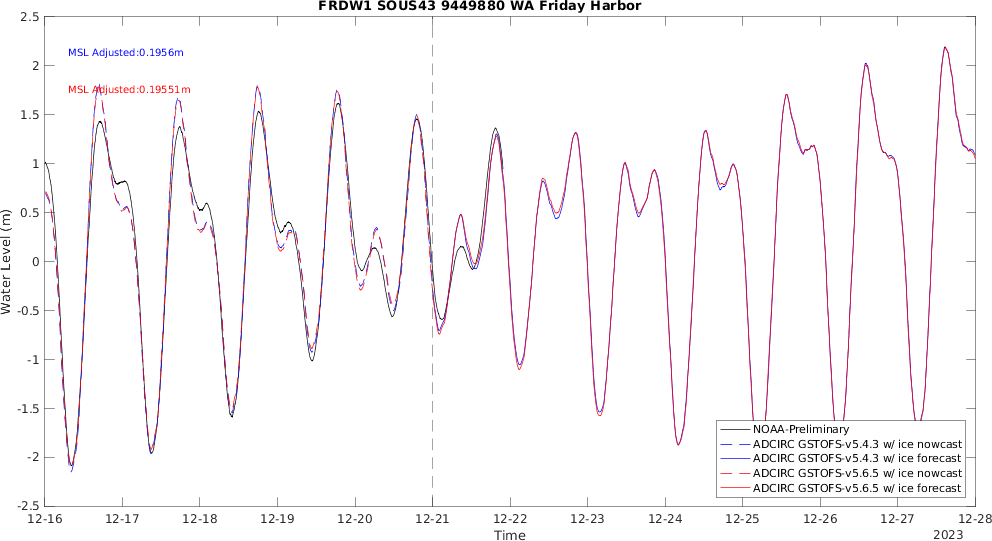 FRDW1 SOUS43 9449880 WA Friday Harbor
MSL Adjusted:0.1956m
MSL Adjusted:0.19551m
Water Level (m)
2.5
2
1.5
1
0.5
0
-0.5
-1
-1.5
-2
-2.5
NOAA-Preliminary
ADCIRC GSTOFS-v5.4.3 w/ ice nowcast
ADCIRC GSTOFS-v5.4.3 w/ ice forecast
ADCIRC GSTOFS-v5.6.5 w/ ice nowcast
ADCIRC GSTOFS-v5.6.5 w/ ice forecast
12-16 12-17 12-18 12-19 12-20 12-21 12-22 12-23 12-24 12-25 12-26 12-27 12-28
Time
2023